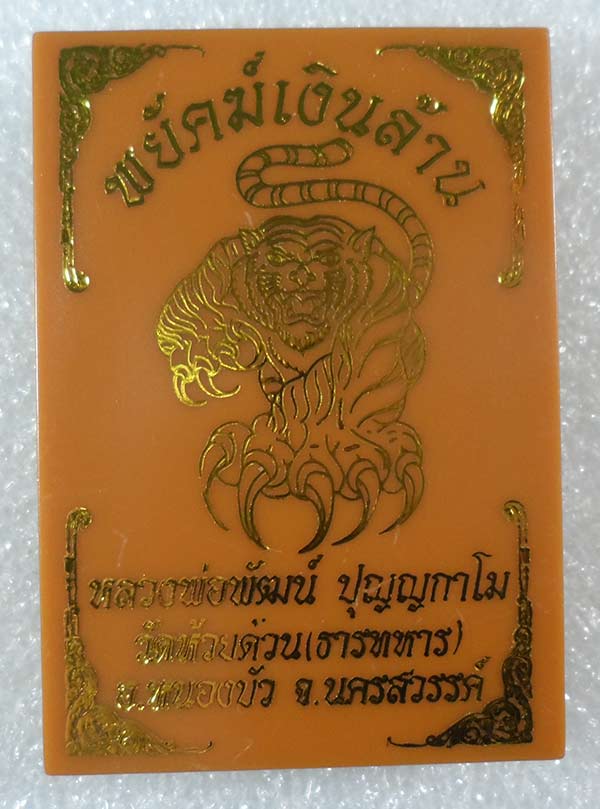 พยัคฆ์เงินล้าน
หลวงพ่อพัฒน์ ปุญญกาโม
วัดห้วยด้วน(ธารทหาร)
อ.หนองบัว จ.นครสวรรค์